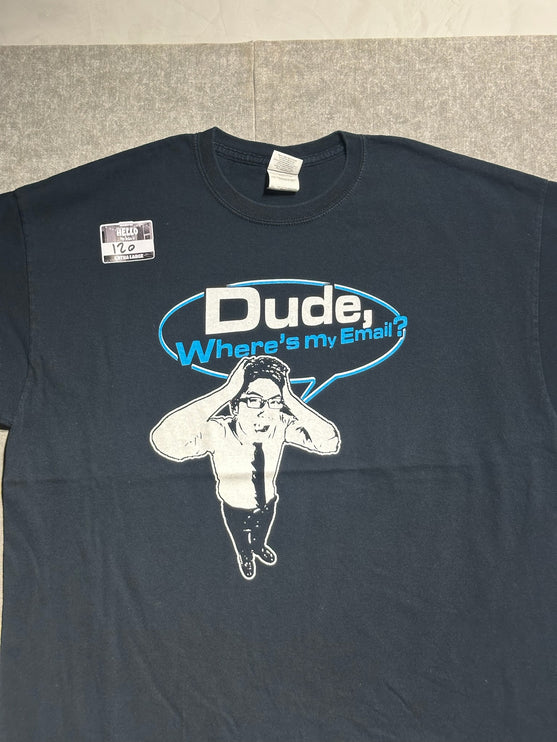 HELLO
120
EXTRA LARGE
Dude,
Where's my Email?